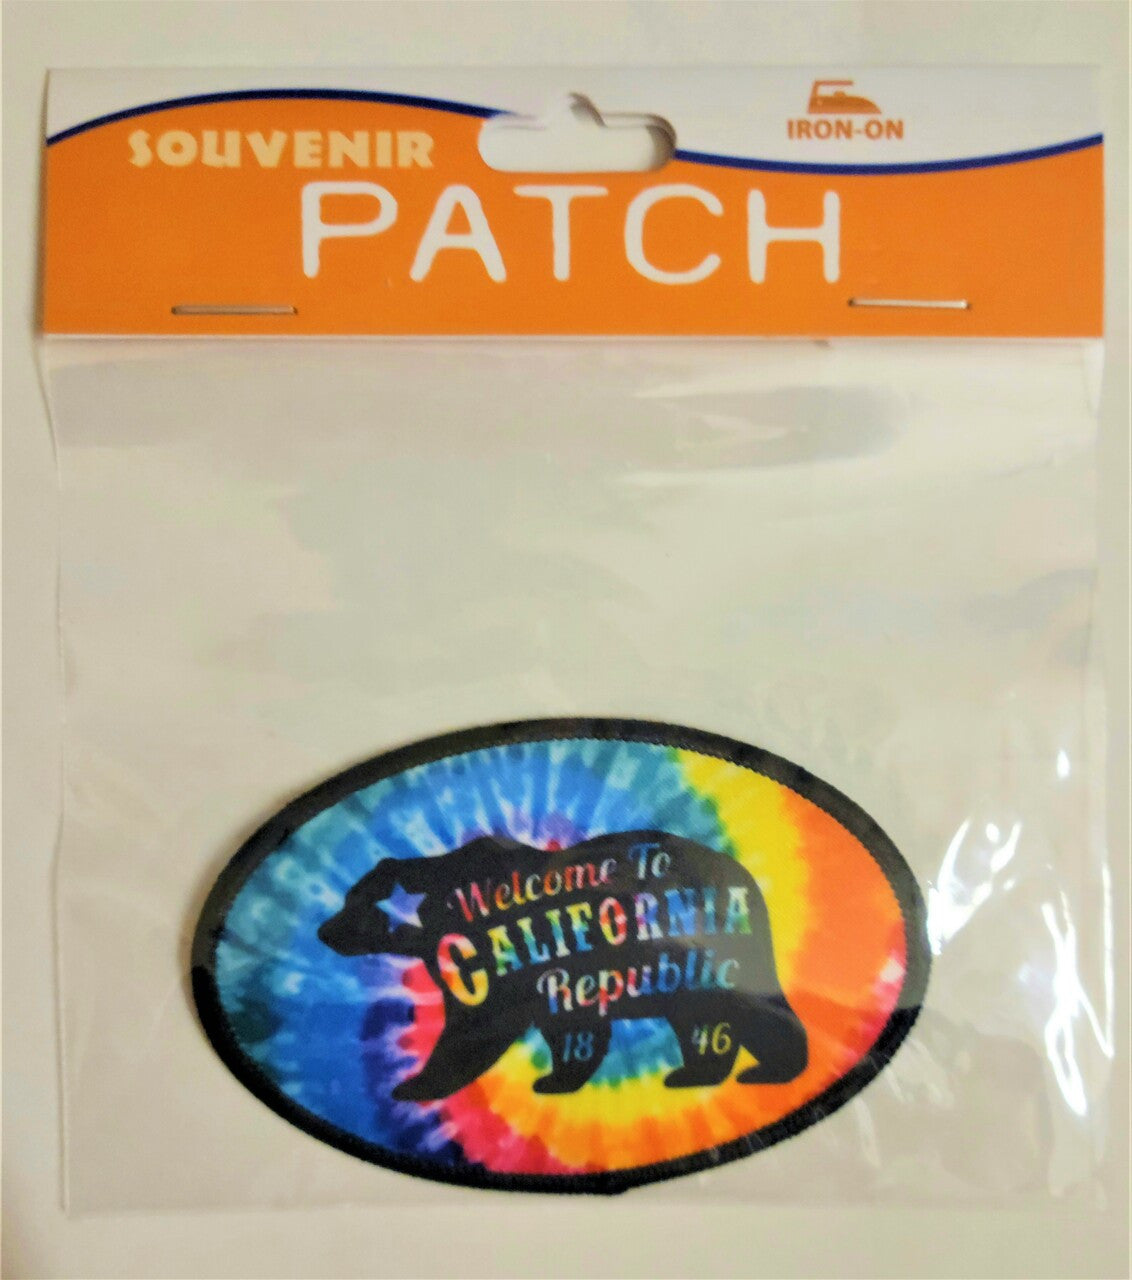 SOUVENIR
IRON-ON
PATCH
Welcome To
CALIFORNIA
Republic
18 46